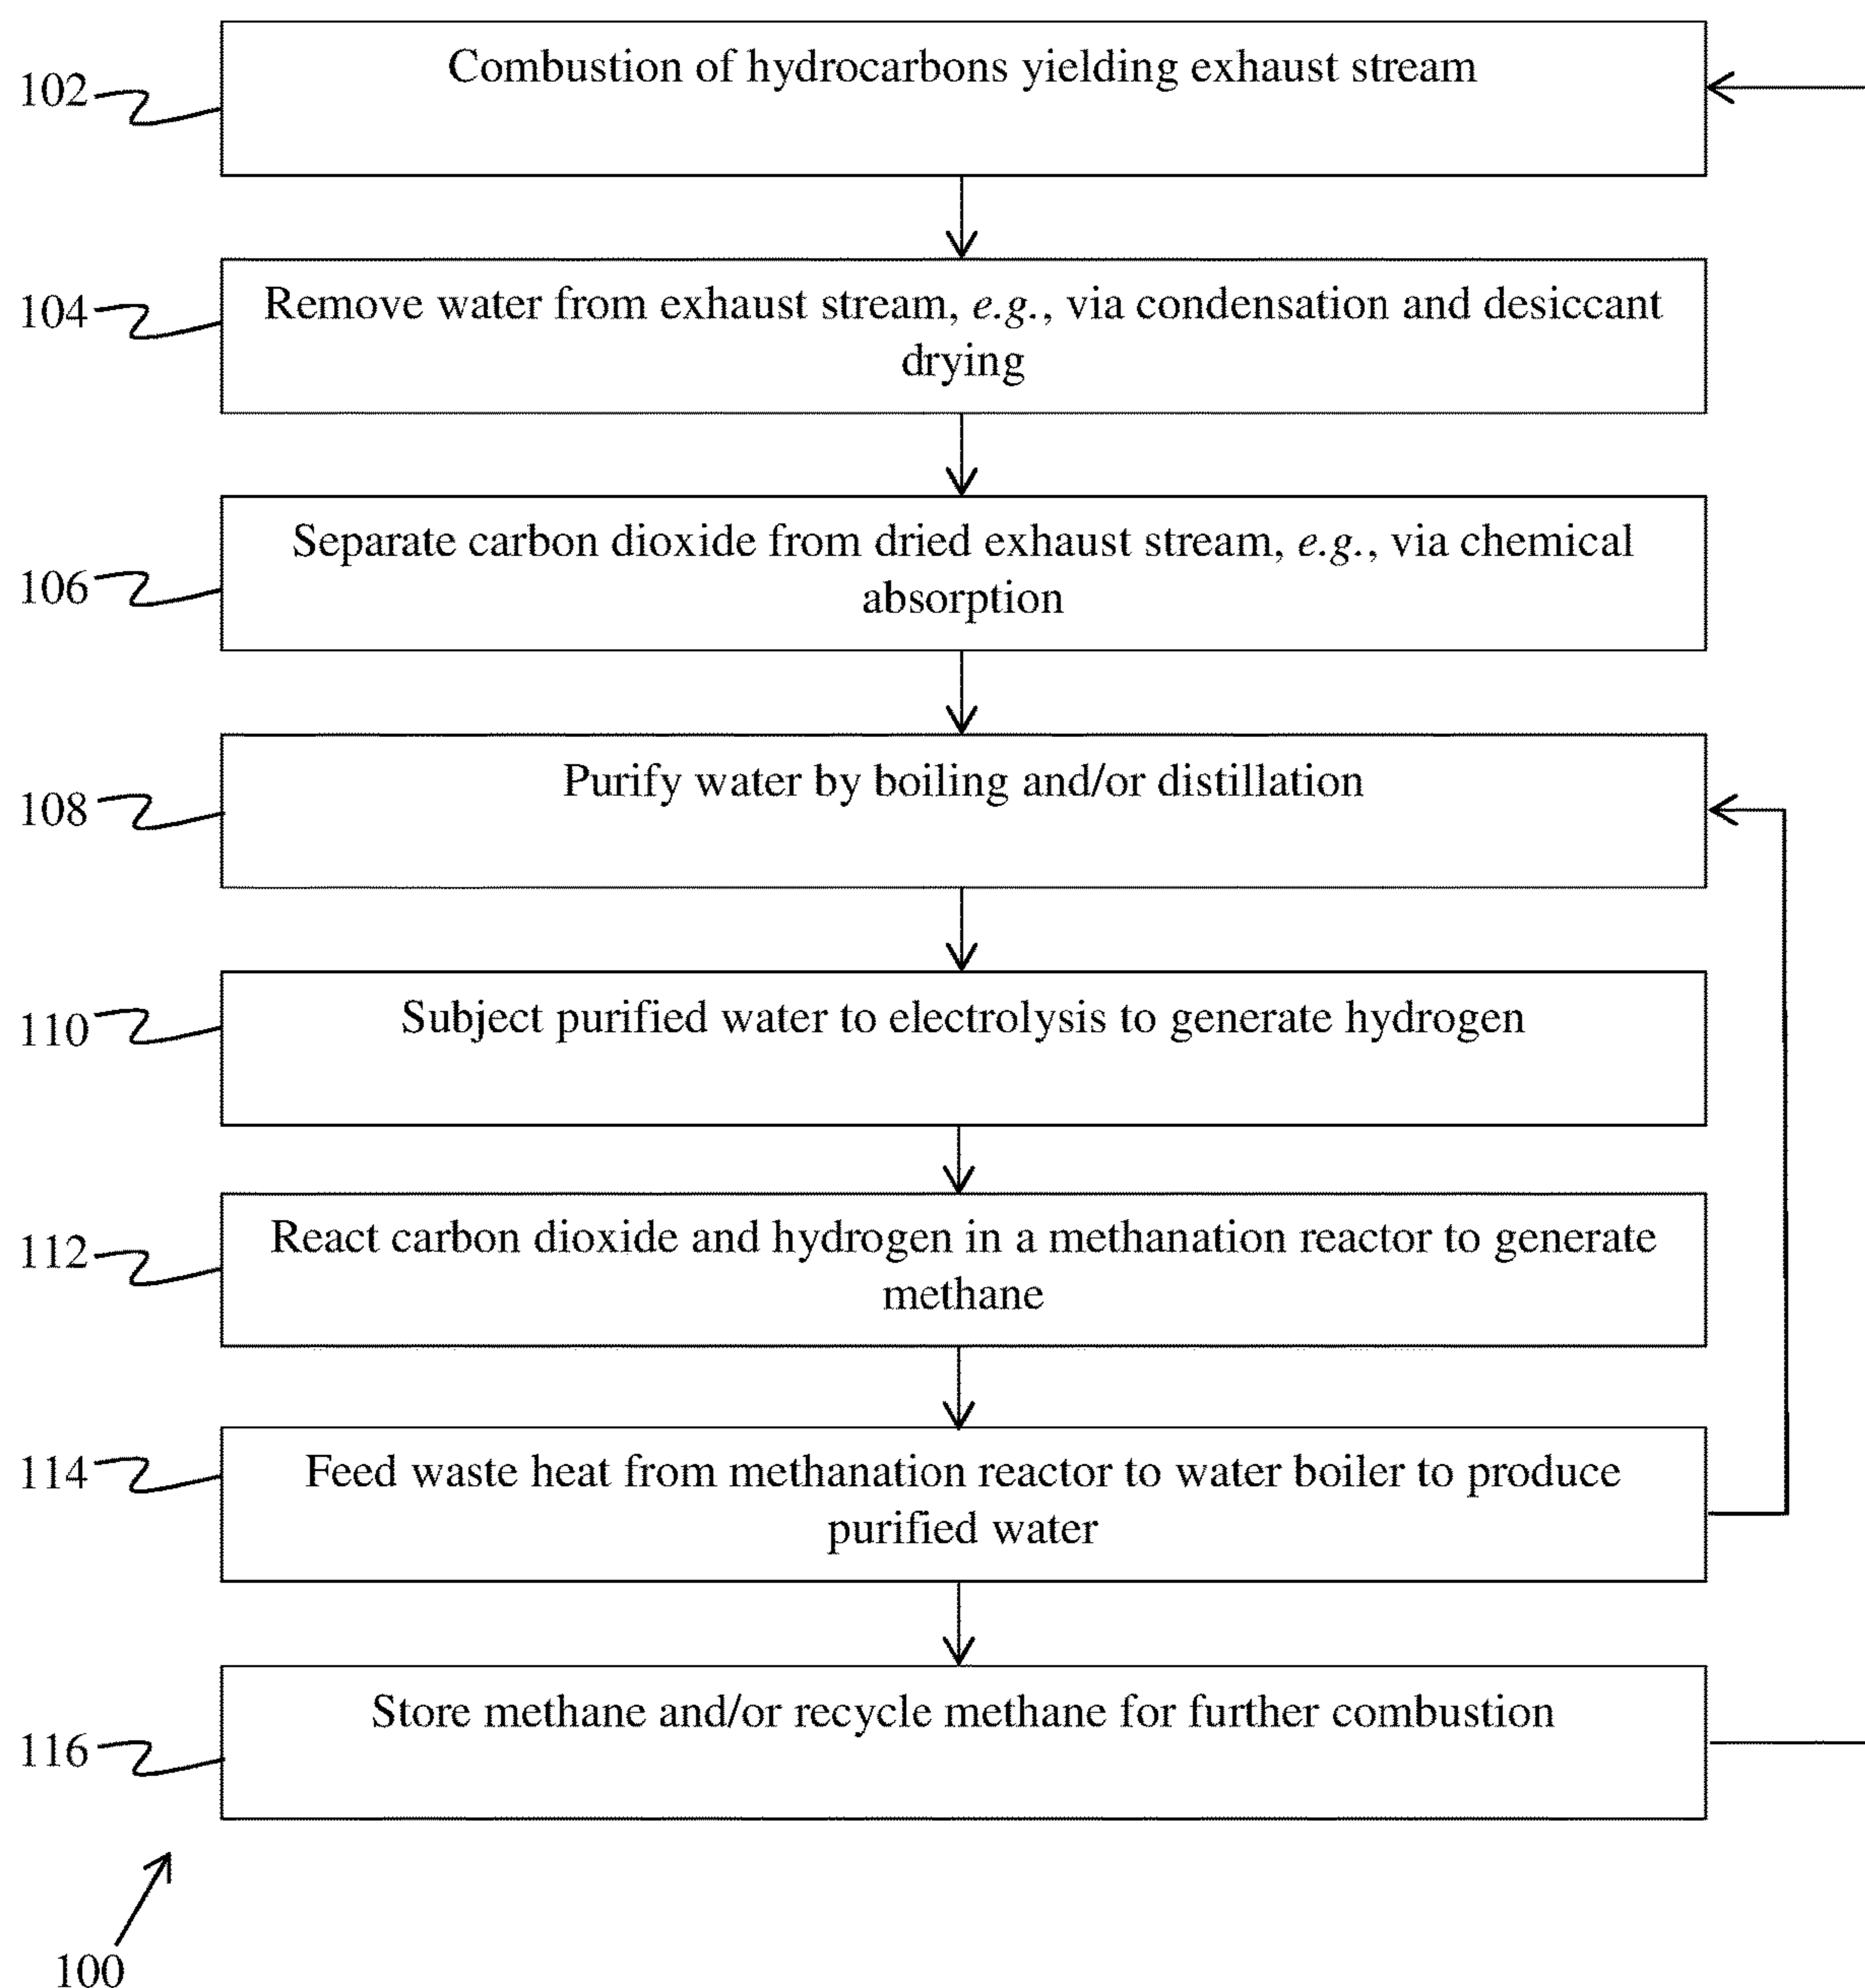 Combustion of hydrocarbons yielding exhaust stream
102
Remove water from exhaust stream, e.g., via condensation and desiccant
drying
104
Separate carbon dioxide from dried exhaust stream, e.g., via chemical
absorption
106
Purify water by boiling and/or distillation
108
Subject purified water to electrolysis to generate hydrogen
110
React carbon dioxide and hydrogen in a methanation reactor to generate
methane
112
Feed waste heat from methanation reactor to water boiler to produce
purified water
114
Store methane and/or recycle methane for further combustion
116
100